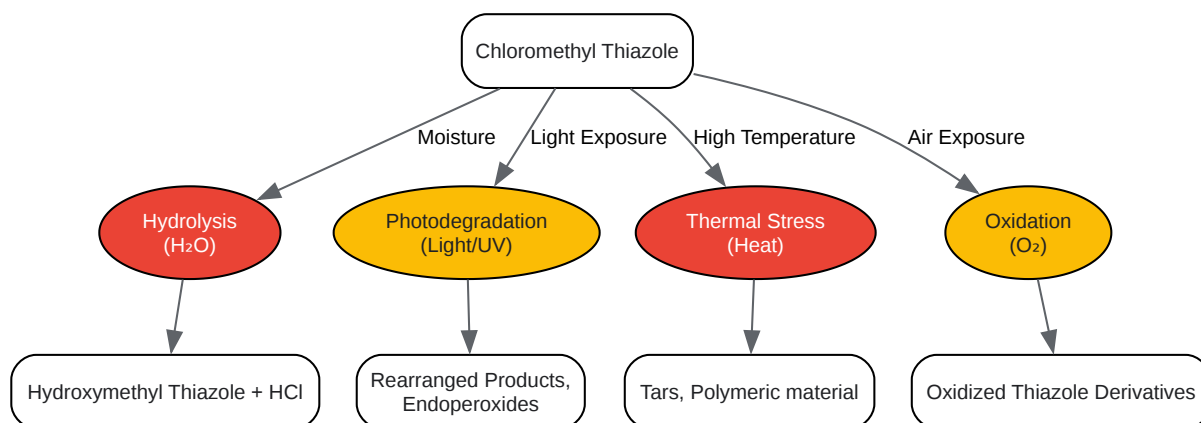 Chloromethyl Thiazole
Moisture
Light Exposure
High Temperature
Air Exposure
Hydrolysis
(H₂O)
Photodegradation
(Light/UV)
Thermal Stress
(Heat)
Oxidation
(O₂)
Hydroxymethyl Thiazole + HCl
Rearranged Products,
Endoperoxides
Tars, Polymeric material
Oxidized Thiazole Derivatives